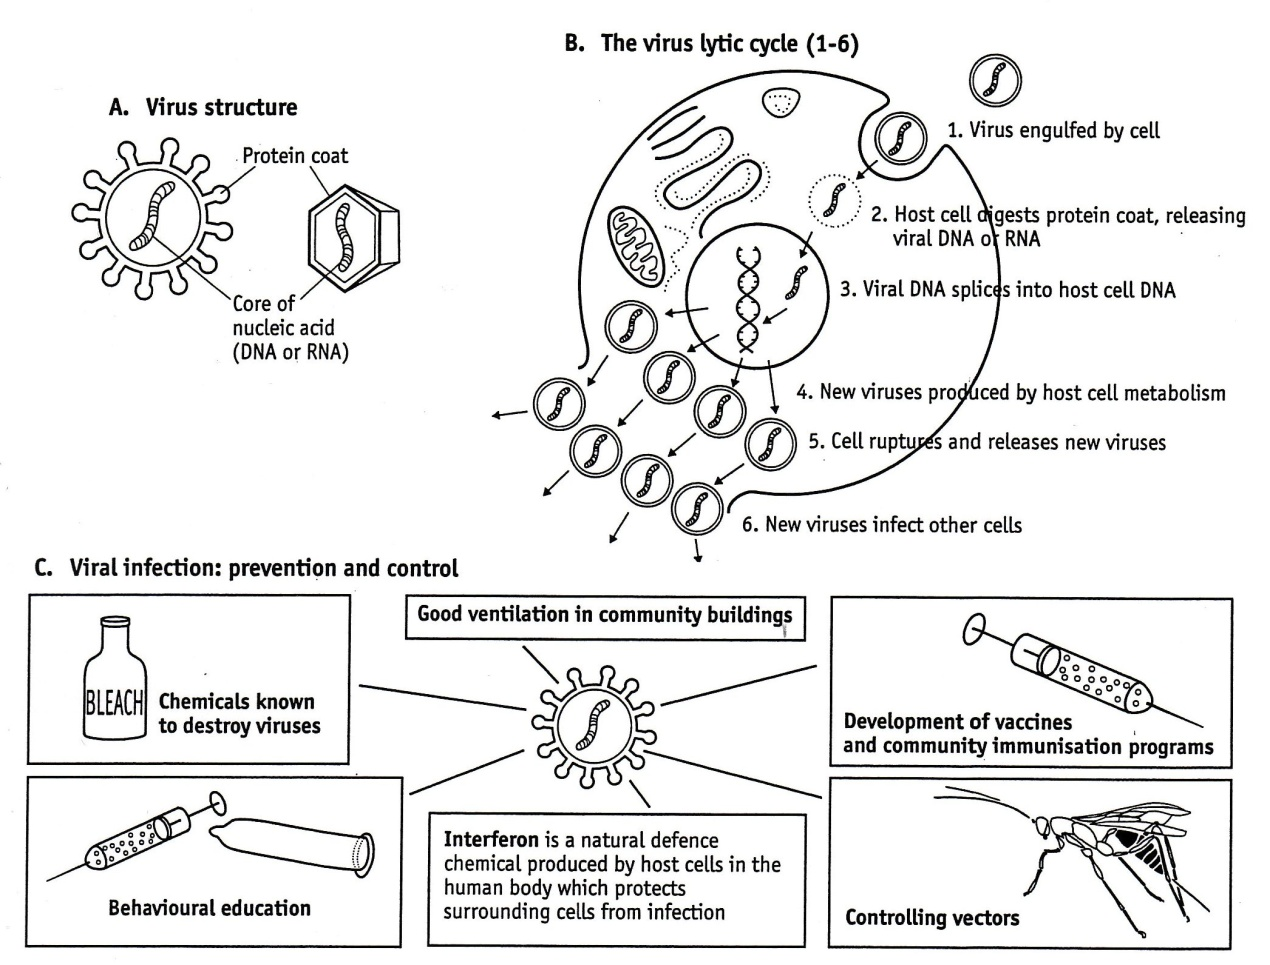 B. The virus lytic cycle (1-6)
A. Virus structure
Protein coat
Core of
nucleic acid
(DNA or RNA)
1. Virus engulfed by cell
2. Host cell digests protein coat, releasing
viral DNA or RNA
3. Viral DNA splices into host cell DNA
4. New viruses produced by host cell metabolism
5. Cell ruptures and releases new viruses
6. New viruses infect other cells
C. Viral infection: prevention and control
BLEACH
Chemicals known
to destroy viruses
Good ventilation in community buildings
Development of vaccines
and community immunisation programs
Behavioural education
Interferon is a natural defence
chemical produced by host cells in the
human body which protects
surrounding cells from infection
Controlling vectors